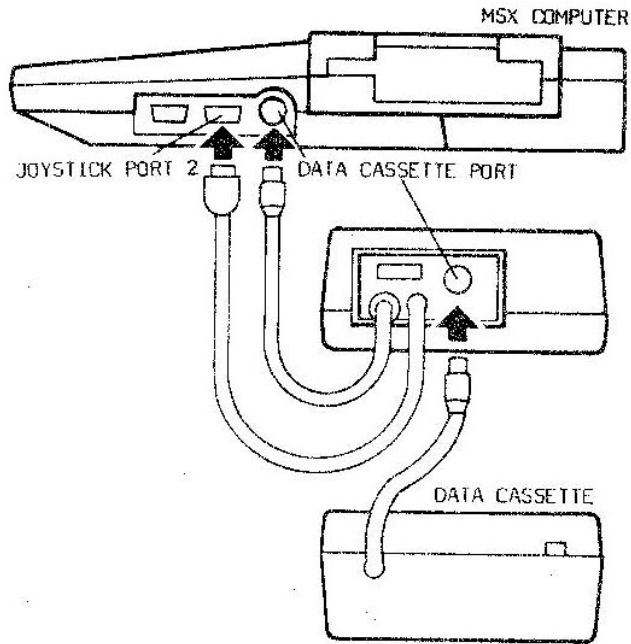 MSX COMPUTER
JOYSTICK PORT 2
DATA CASSETTE PORT
DATA CASSETTE